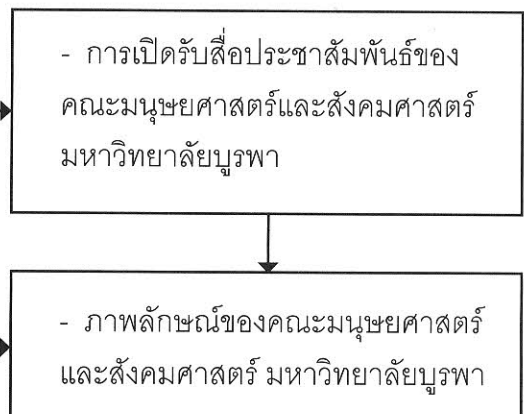 - การเปิดรับสื่อประชาสัมพันธ์ของ
คณะมนุษยศาสตร์และสังคมศาสตร์
มหาวิทยาลัยบูรพา
- ภาพลักษณ์ของคณะมนุษยศาสตร์
และสังคมศาสตร์ มหาวิทยาลัยบูรพา